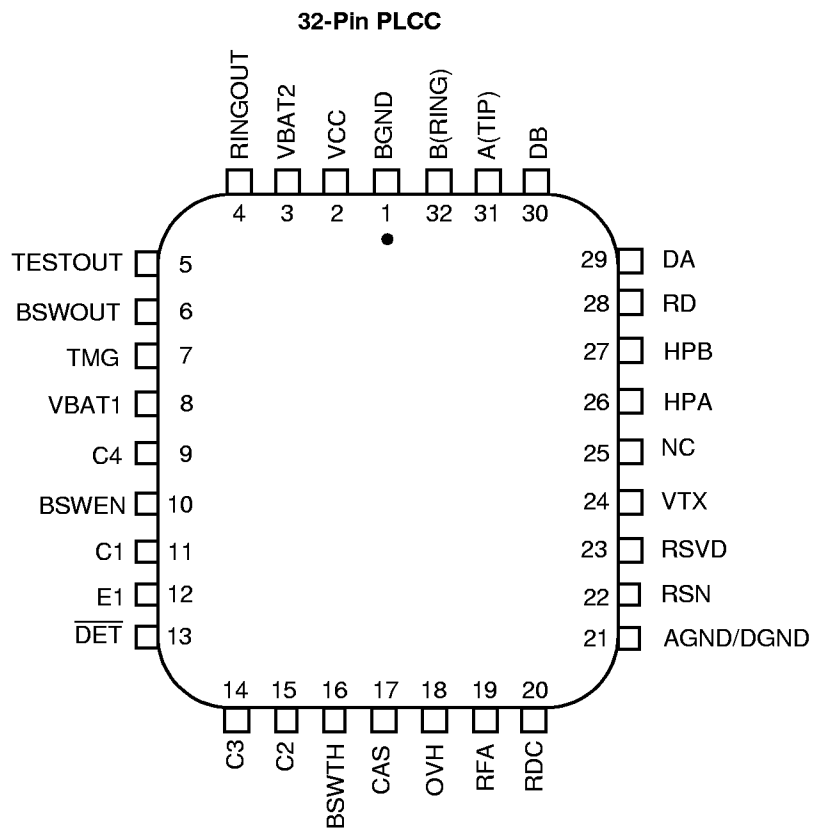 32-Pin PLCC
RINGOUT
VBAT2
VCC
BGND
B(RING)
A(TIP)
DB
4 3 2 1 32 31 30
TESTOUT 5
BSWOUT 6
TMG 7
VBAT1 8
C4 9
BSWEN 10
C1 11
E1 12
D̅E̅T̅ 13
29 DA
28 RD
27 HPB
26 HPA
25 NC
24 VTX
23 RSVD
22 RSN
21 AGND/DGND
14 15 16 17 18 19 20
C3
C2
BSWTH
CAS
OVH
RFA
RDC